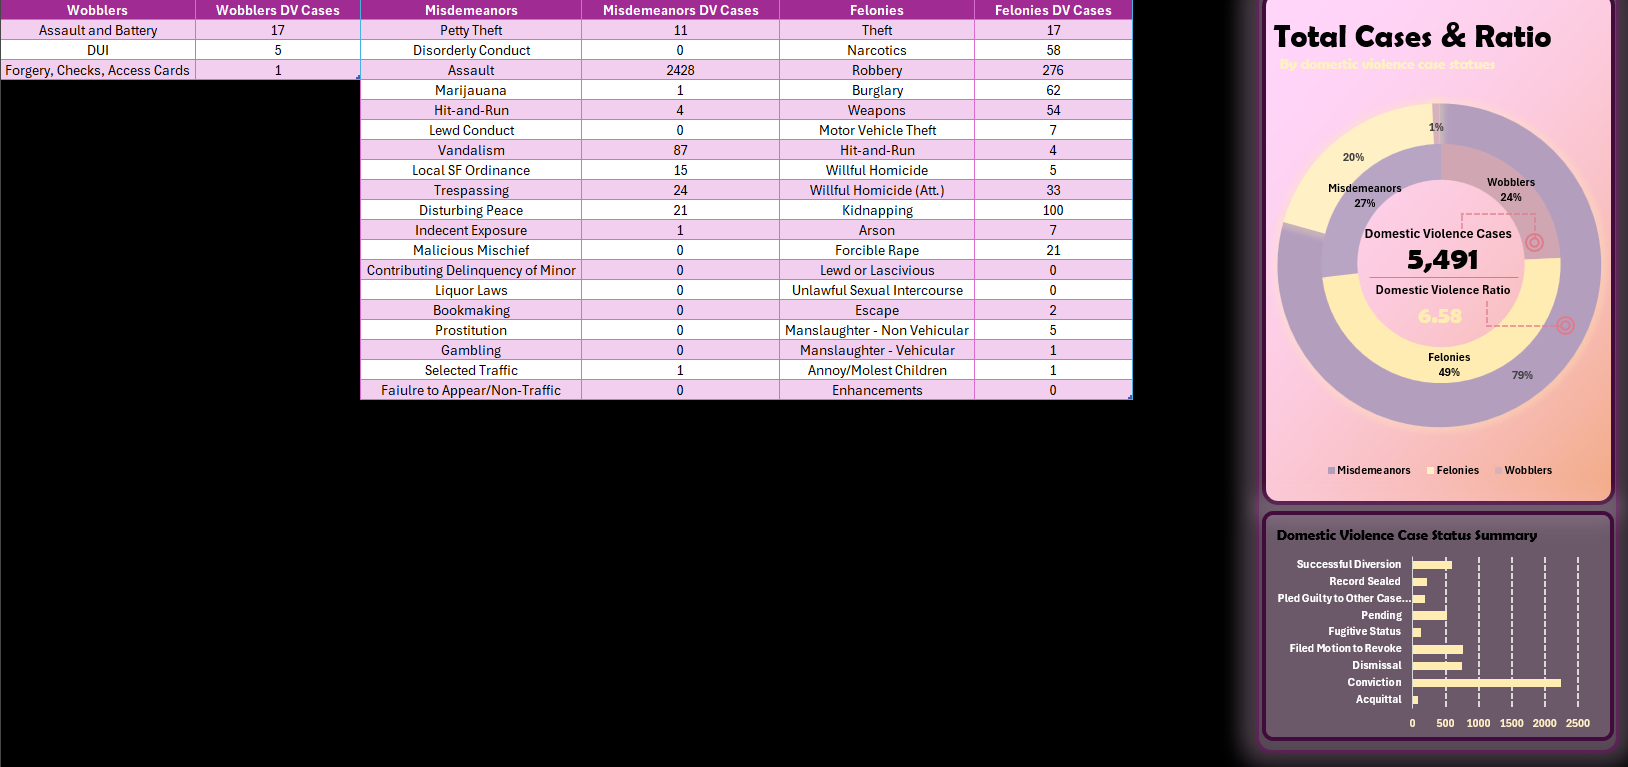 Wobblers Wobblers DV Cases Misdemeanors Misdemeanors DV Cases Felonies Felonies DV Cases
Assault and Battery 17 Petty Theft 11 Theft 17
DUI 5 Disorderly Conduct 0 Narcotics 58
Forgery, Checks, Access Cards 1 Assault 2428 Robbery 276
Marijauana 1 Burglary 62
Hit-and-Run 4 Weapons 54
Lewd Conduct 0 Motor Vehicle Theft 7
Vandalism 87 Hit-and-Run 4
Local SF Ordinance 15 Willful Homicide 5
Trespassing 24 Willful Homicide (Att.) 33
Disturbing Peace 21 Kidnapping 100
Indecent Exposure 1 Arson 7
Malicious Mischief 0 Forcible Rape 21
Contributing Delinquency of Minor 0 Lewd or Lascivious 0
Liquor Laws 0 Unlawful Sexual Intercourse 0
Bookmaking 0 Escape 2
Prostitution 0 Manslaughter - Non Vehicular 5
Gambling 0 Manslaughter - Vehicular 1
Selected Traffic 1 Annoy/Molest Children 1
Faiulre to Appear/Non-Traffic 0 Enhancements 0
Total Cases & Ratio
By domestic violence case statues
1%
20%
Misdemeanors
27%
Wobblers
24%
Domestic Violence Cases
5,491
Domestic Violence Ratio
6.58
Felonies
49%
79%
Misdemeanors Felonies Wobblers
Domestic Violence Case Status Summary
Successful Diversion
Record Sealed
Pled Guilty to Other Case...
Pending
Fugitive Status
Filed Motion to Revoke
Dismissal
Conviction
Acquittal
0 500 1000 1500 2000 2500